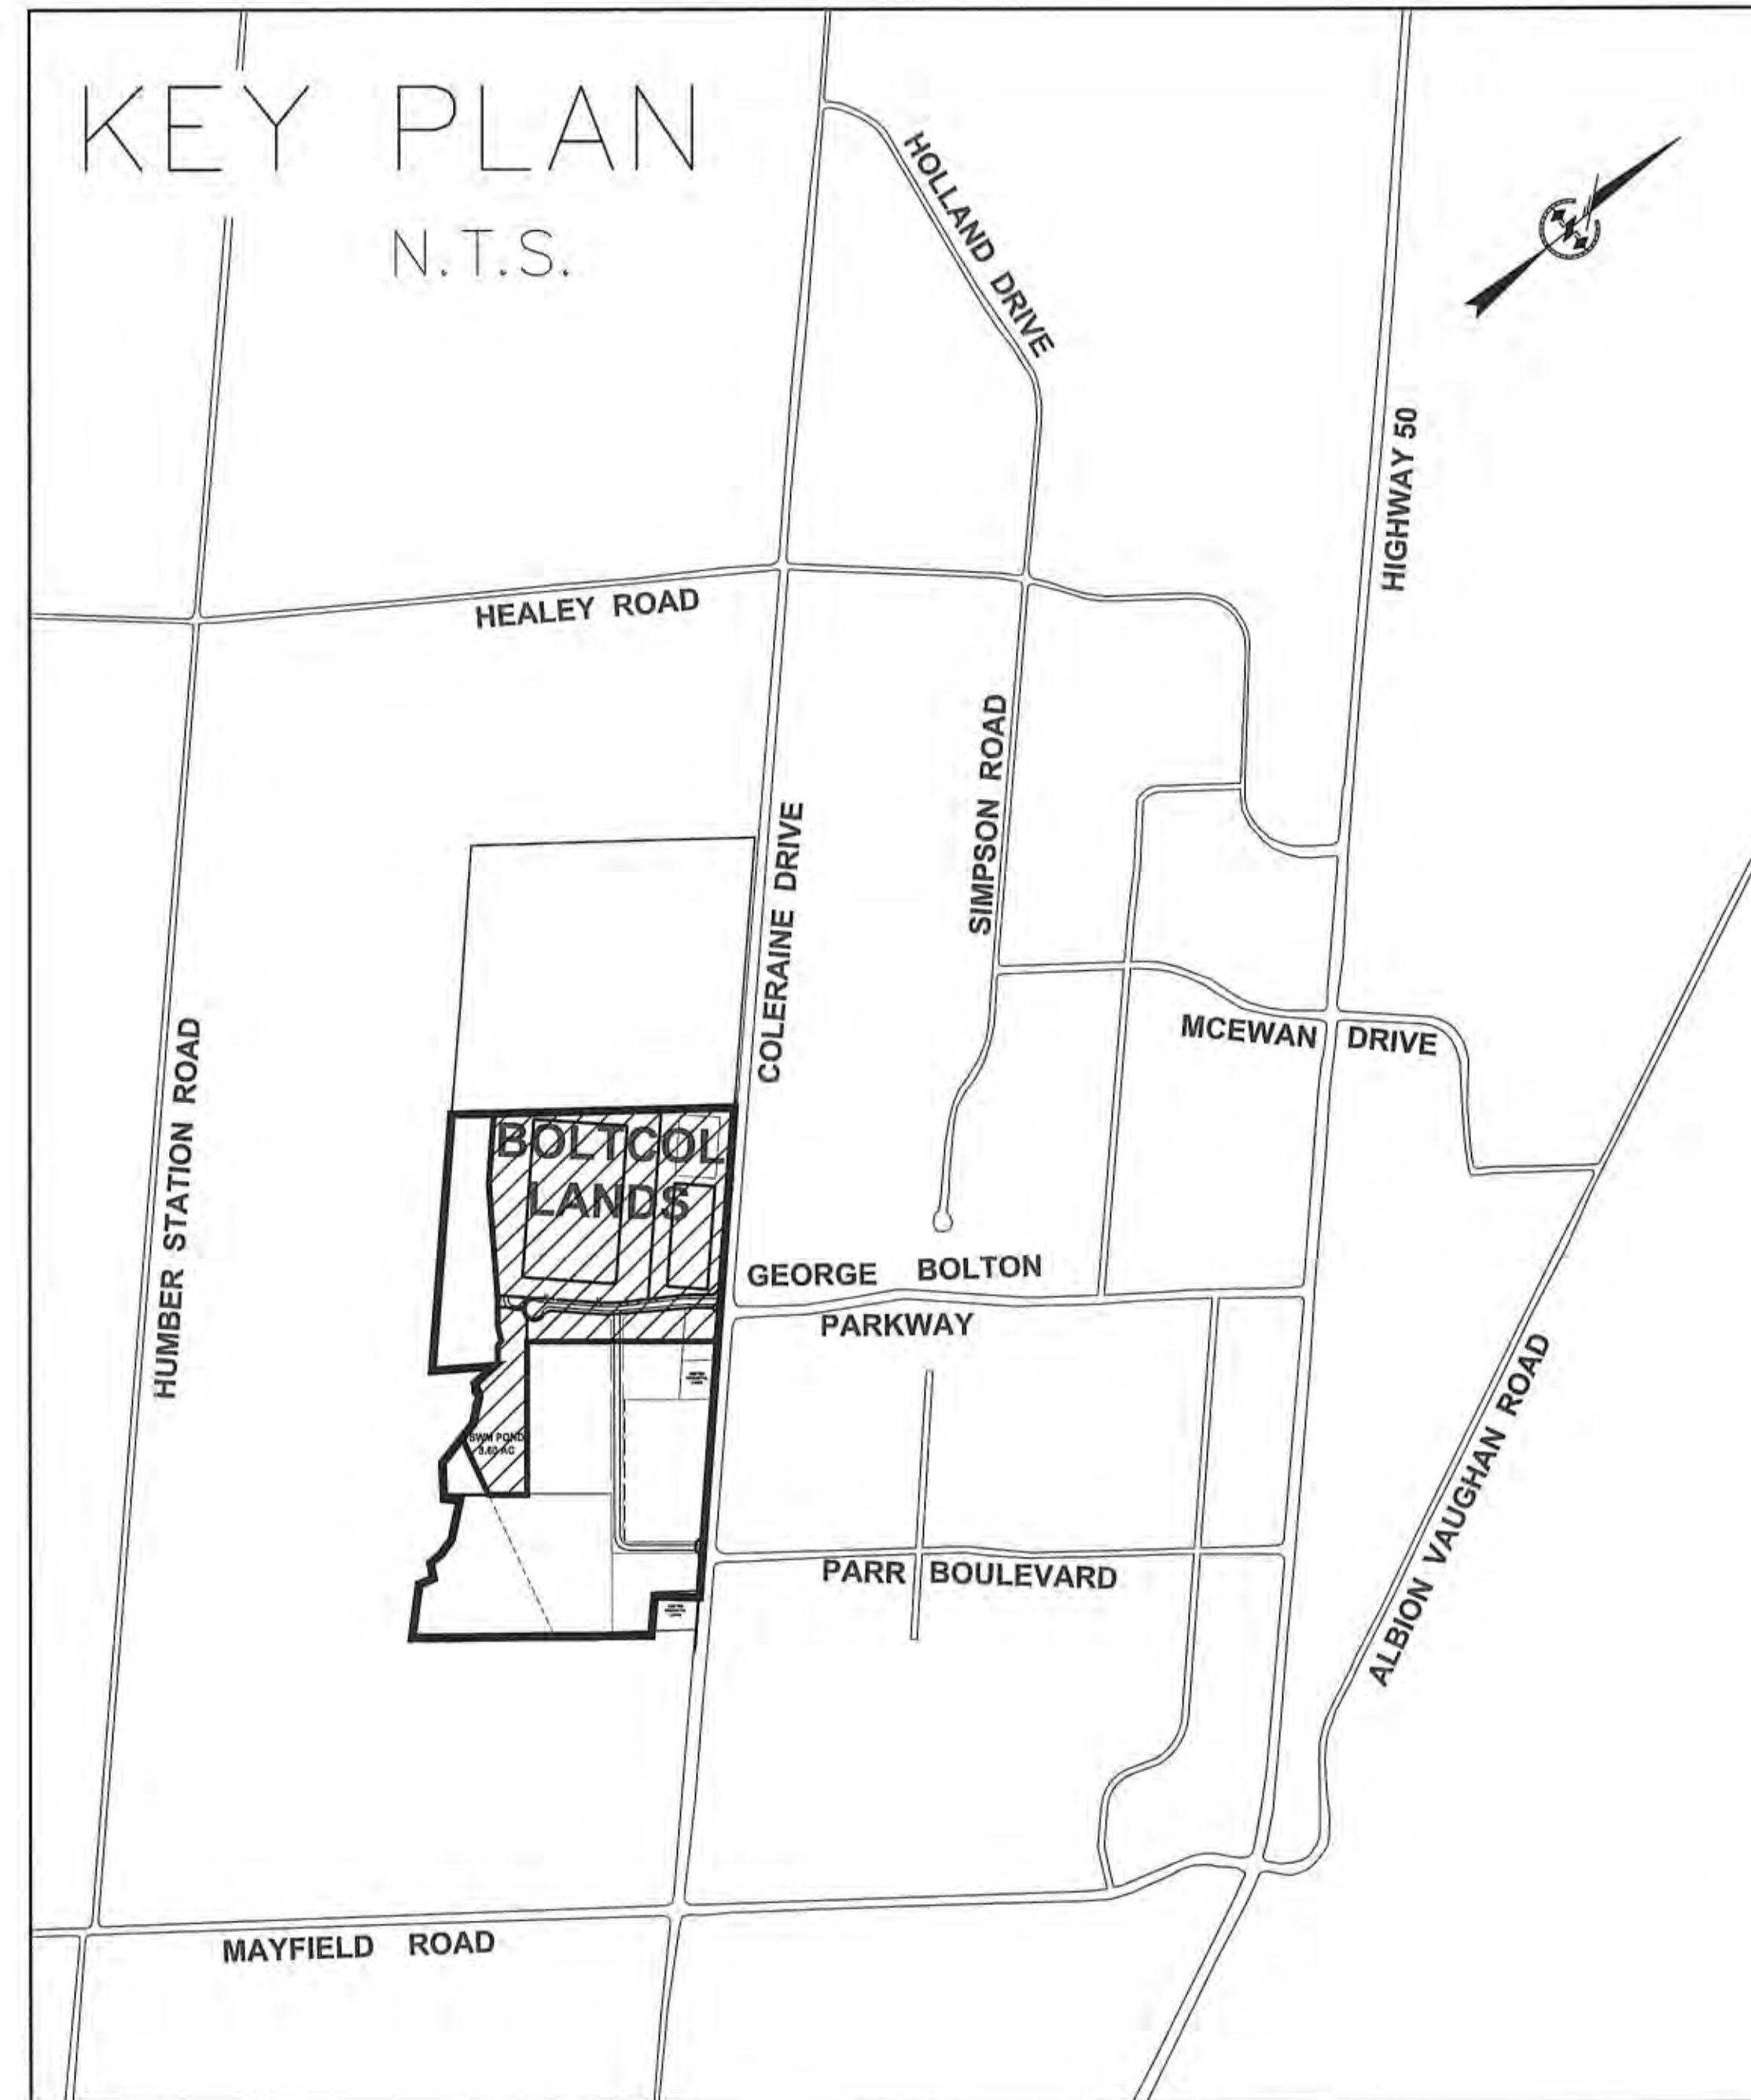 KEY PLAN
N.T.S.
HOLLAND DRIVE
HIGHWAY 50
HEALEY ROAD
SIMPSON ROAD
COLERAINE DRIVE
MCEWAN DRIVE
HUMBER STATION ROAD
BOLTCOL
LANDS
GEORGE BOLTON
PARKWAY
SWM POND
ALBION VAUGHAN ROAD
PARR BOULEVARD
MAYFIELD ROAD